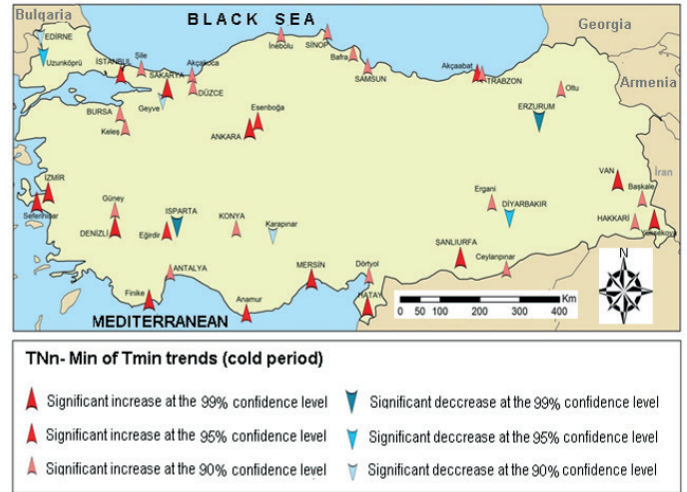 Bulgaria
BLACK SEA
Georgia
EDİRNE
Uzunköprü
İSTANBUL
Şile
SAKARYA
Akçakoca
İnebolu
SİNOP
Bafra
SAMSUN
Akçaabat
TRABZON
Armenia
DÜZCE
Geyve
BURSA
Keleş
Esenboğa
ANKARA
ERZURUM
Oltu
İran
İZMİR
Seferihisar
Güney
DENİZLİ
ISPARTA
Eğirdir
KONYA
Karapınar
Ergani
DİYARBAKIR
VAN
Başkale
HAKKARİ
Yüksekova
ŞANLIURFA
Ceylanpınar
ANTALYA
MERSİN
Dörtyol
HATAY
Finike
Anamur
MEDITERRANEAN
N
Km
0 50 100 200 300 400
TNn- Min of Tmin trends (cold period)
Significant increase at the 99% confidence level
Significant deccrease at the 99% confidence level
Significant increase at the 95% confidence level
Significant deccrease at the 95% confidence level
Significant increase at the 90% confidence level
Significant deccrease at the 90% confidence level